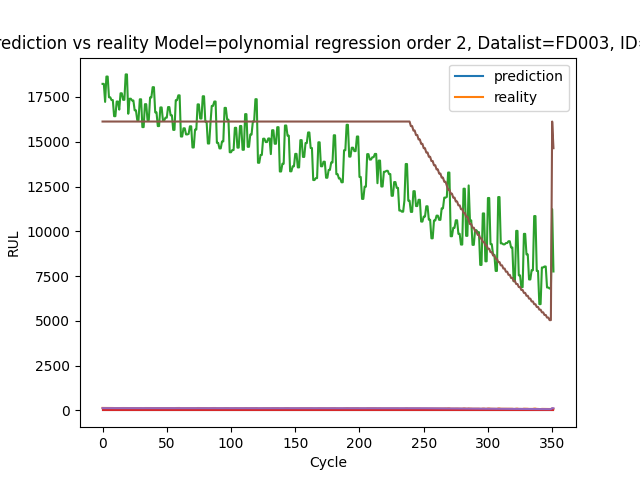 rediction vs reality Model=polynomial regression order 2, Datalist=FD003, ID=
prediction
reality
RUL
17500
15000
12500
10000
7500
5000
2500
0
0 50 100 150 200 250 300 350
Cycle